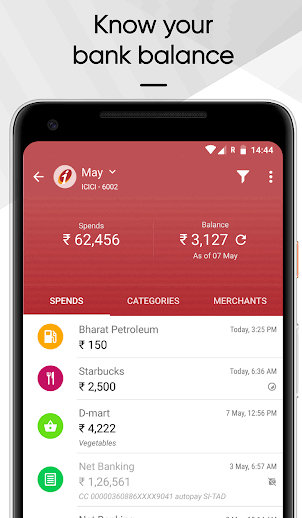 Know your
bank balance
R 14:44
May
ICICI - 6002
Spends
₹ 62,456
Balance
₹ 3,127
As of 07 May
SPENDS CATEGORIES MERCHANTS
Bharat Petroleum Today, 3:25 PM
₹ 150
Starbucks Today, 6:36 AM
₹ 2,500
D-mart 7 May, 12:56 PM
₹ 4,222
Vegetables
Net Banking 3 May, 6:57 AM
₹ 1,26,561
CC 00000360886XXXX9041 autopay SI-TAD